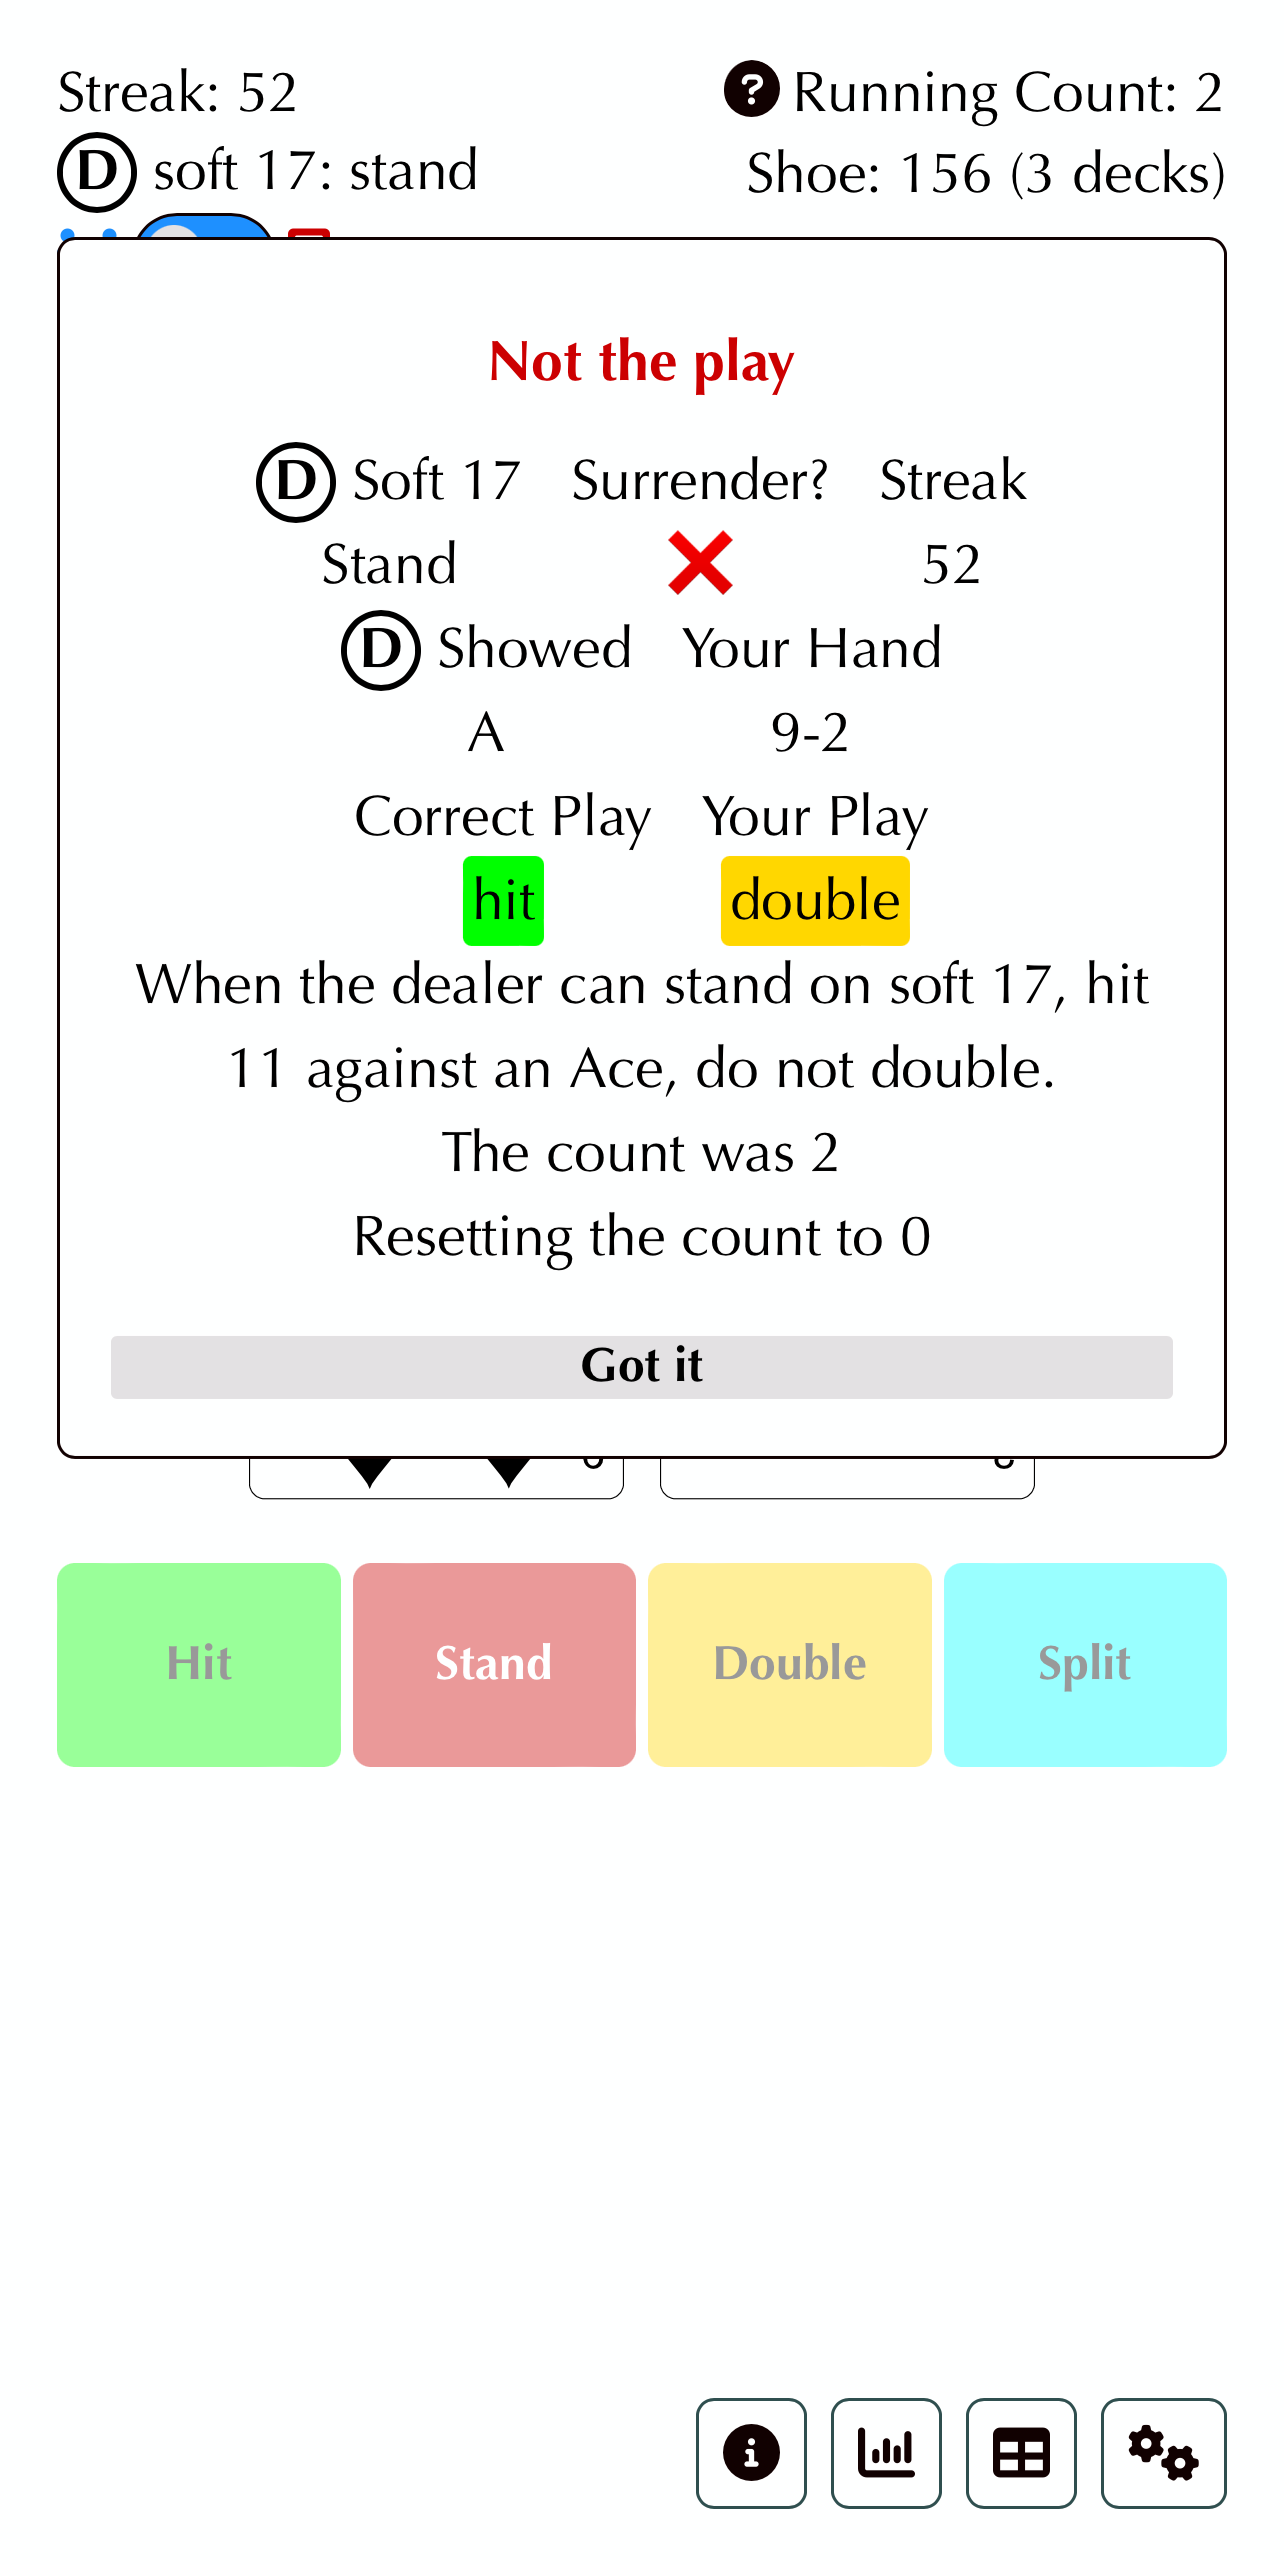 Streak: 52
? Running Count: 2
D soft 17: stand
Shoe: 156 (3 decks)
Not the play
D Soft 17 Surrender? Streak
Stand ❌ 52
D Showed Your Hand
A 9-2
Correct Play Your Play
hit double
When the dealer can stand on soft 17, hit
11 against an Ace, do not double.
The count was 2
Resetting the count to 0
Got it
Hit Stand Double Split